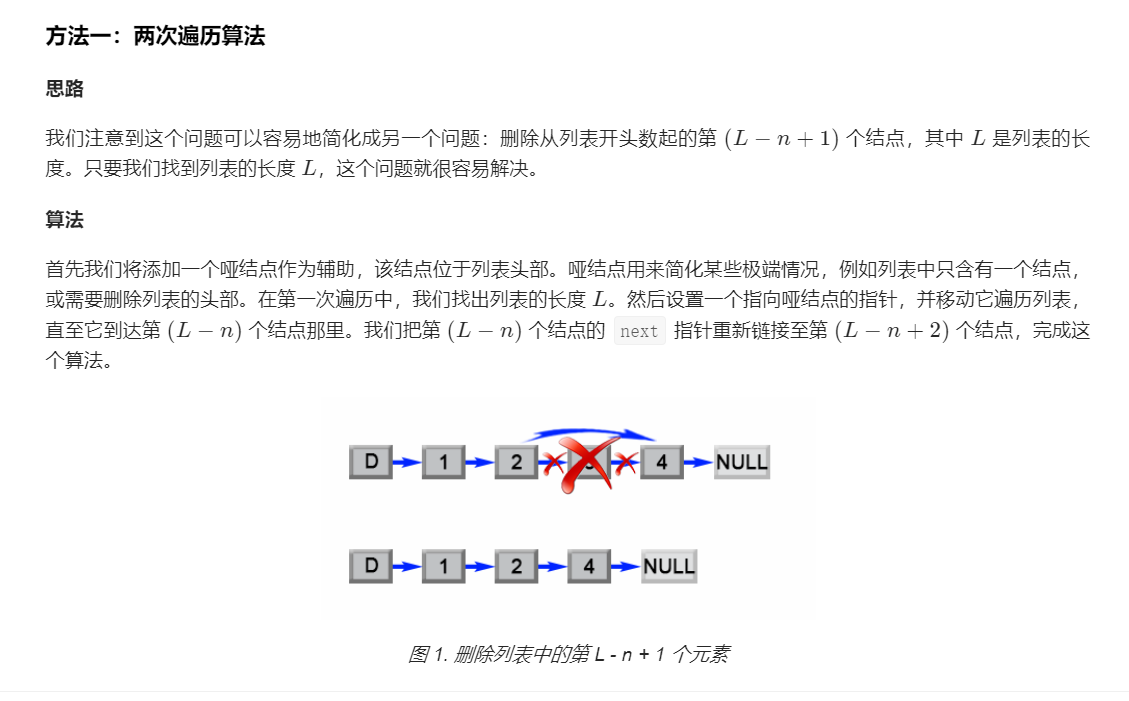 方法一：两次遍历算法
思路
我们注意到这个问题可以容易地简化成另一个问题：删除从列表开头数起的第 (L − n + 1) 个结点，其中 L 是列表的长
度。只要我们找到列表的长度 L，这个问题就很容易解决。
算法
首先我们将添加一个哑结点作为辅助，该结点位于列表头部。哑结点用来简化某些极端情况，例如列表中只含有一个结点，
或需要删除列表的头部。在第一次遍历中，我们找出列表的长度 L。然后设置一个指向哑结点的指针，并移动它遍历列表，
直至它到达第 (L − n) 个结点那里。我们把第 (L − n) 个结点的 next 指针重新链接至第 (L − n + 2) 个结点，完成这
个算法。
D 1 2 4 NULL
D 1 2 4 NULL
图 1. 删除列表中的第 L - n + 1 个元素